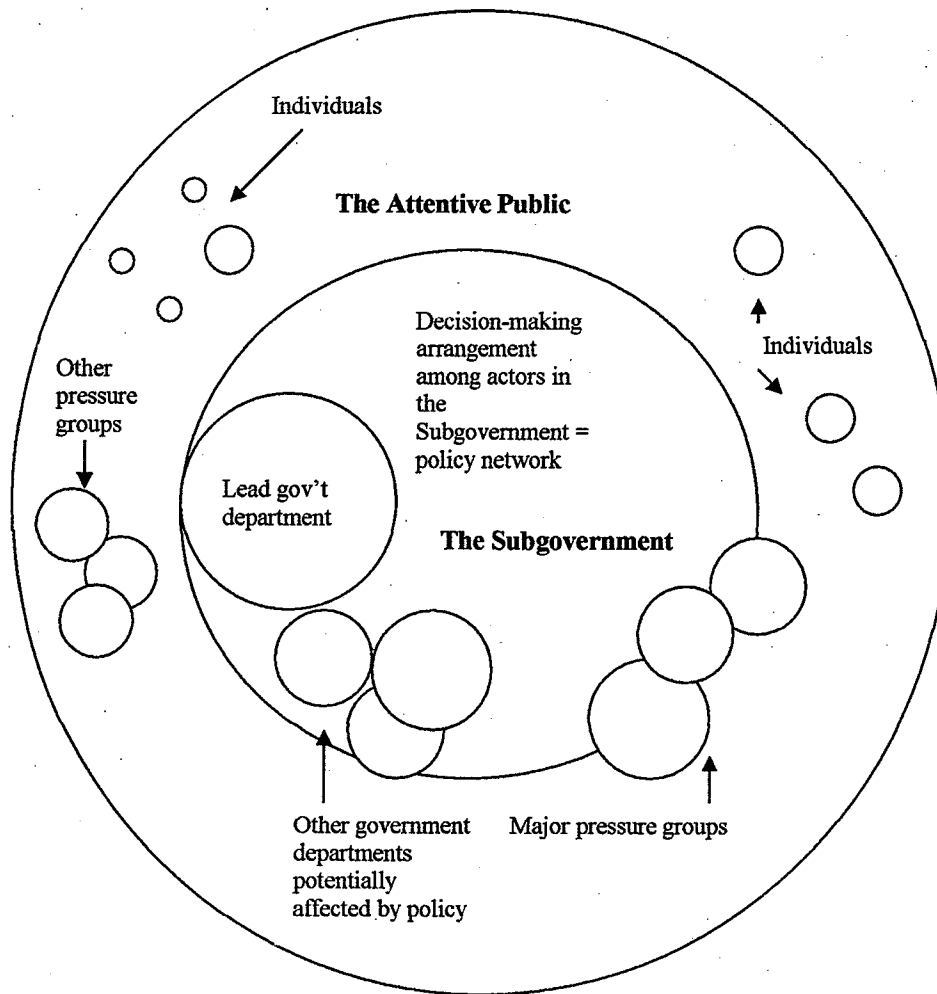 Individuals
The Attentive Public
Decision-making
arrangement
among actors in
the
Subgovernment =
policy network
Individuals
Other
pressure
groups
Lead gov't
department
The Subgovernment
Other government
departments
potentially
affected by policy
Major pressure groups